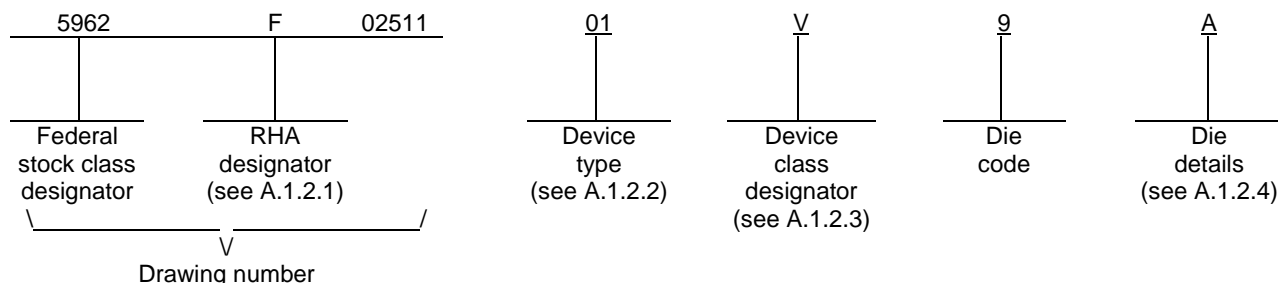 5962 F 02511 01 V 9 A
Federal stock class designator
RHA designator (see A.1.2.1)
Device type (see A.1.2.2)
Device class designator (see A.1.2.3)
Die code
Die details (see A.1.2.4)
Drawing number